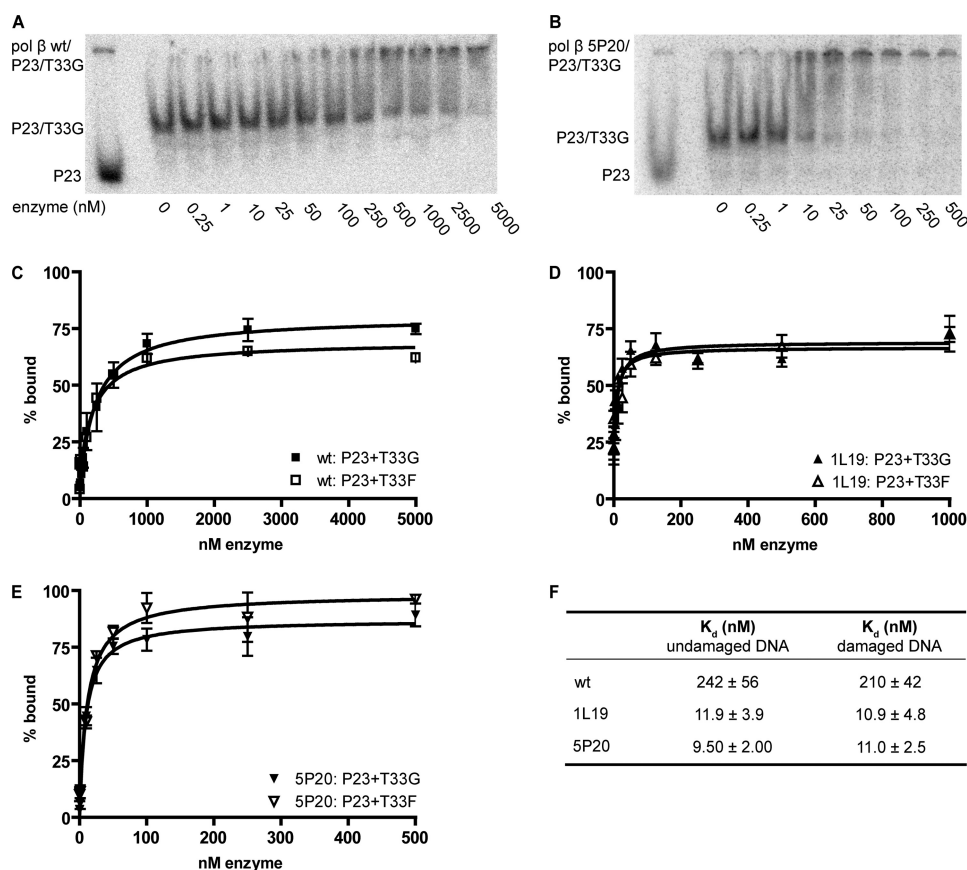 A
pol β wt/
P23/T33G
P23/T33G
P23
enzyme (nM)
0 0.25 1 10 25 50 100 250 500 1000 2500 5000
B
pol β 5P20/
P23/T33G
P23/T33G
P23
0 0.25 1 10 25 50 100 250 500
C
% bound
100
75
50
25
0
0 1000 2000 3000 4000 5000
nM enzyme
wt: P23+T33G
wt: P23+T33F
D
% bound
100
75
50
25
0
0 200 400 600 800 1000
nM enzyme
1L19: P23+T33G
1L19: P23+T33F
E
% bound
100
75
50
25
0
0 100 200 300 400 500
nM enzyme
5P20: P23+T33G
5P20: P23+T33F
F
Kd (nM) Kd (nM)
undamaged DNA damaged DNA
wt 242 ± 56 210 ± 42
1L19 11.9 ± 3.9 10.9 ± 4.8
5P20 9.50 ± 2.00 11.0 ± 2.5